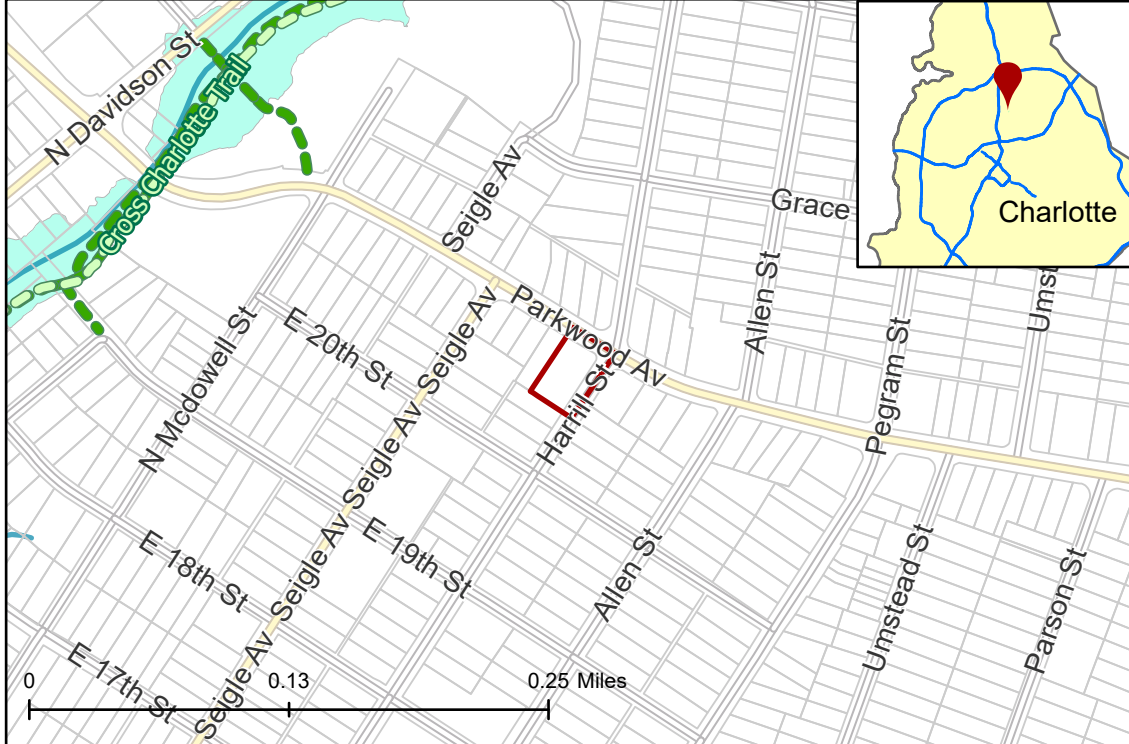 N Davidson St
Cross Charlotte Trail
Seigle Av
Grace
Charlotte
Allen St
Umst
Parkwood Av
Pegram St
E 20th St
Seigle Av
N Mcdowell St
Harrill St
Seigle Av
Seigle Av
E 19th St
Allen St
E 18th St
Seigle Av
Umstead St
Parson St
E 17th St
Seigle Av
0 0.13 0.25 Miles